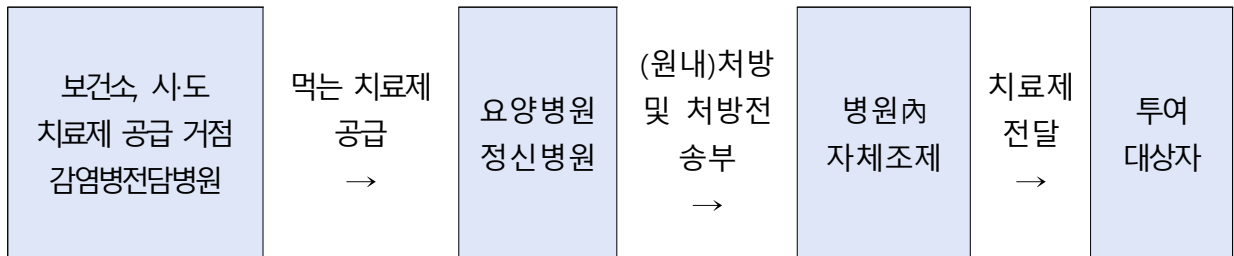 보건소, 시·도
치료제 공급 거점
감염병전담병원
먹는 치료제
공급
→
요양병원
정신병원
(원내)처방
및 처방전
송부
→
병원內
자체조제
치료제
전달
→
투여
대상자